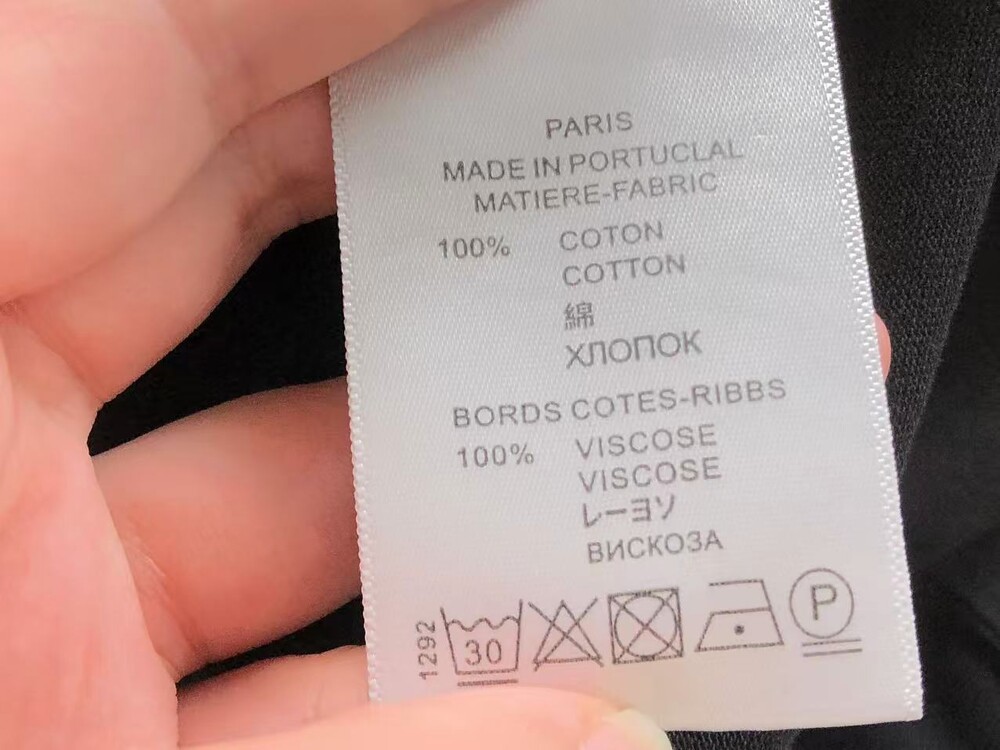 PARIS
MADE IN PORTUCLAL
MATIERE-FABRIC
100% COTON
COTTON
綿
ХЛОПОК
BORDS COTES-RIBBS
100% VISCOSE
VISCOSE
レーヨソ
ВИСКОЗА
1292 30 P